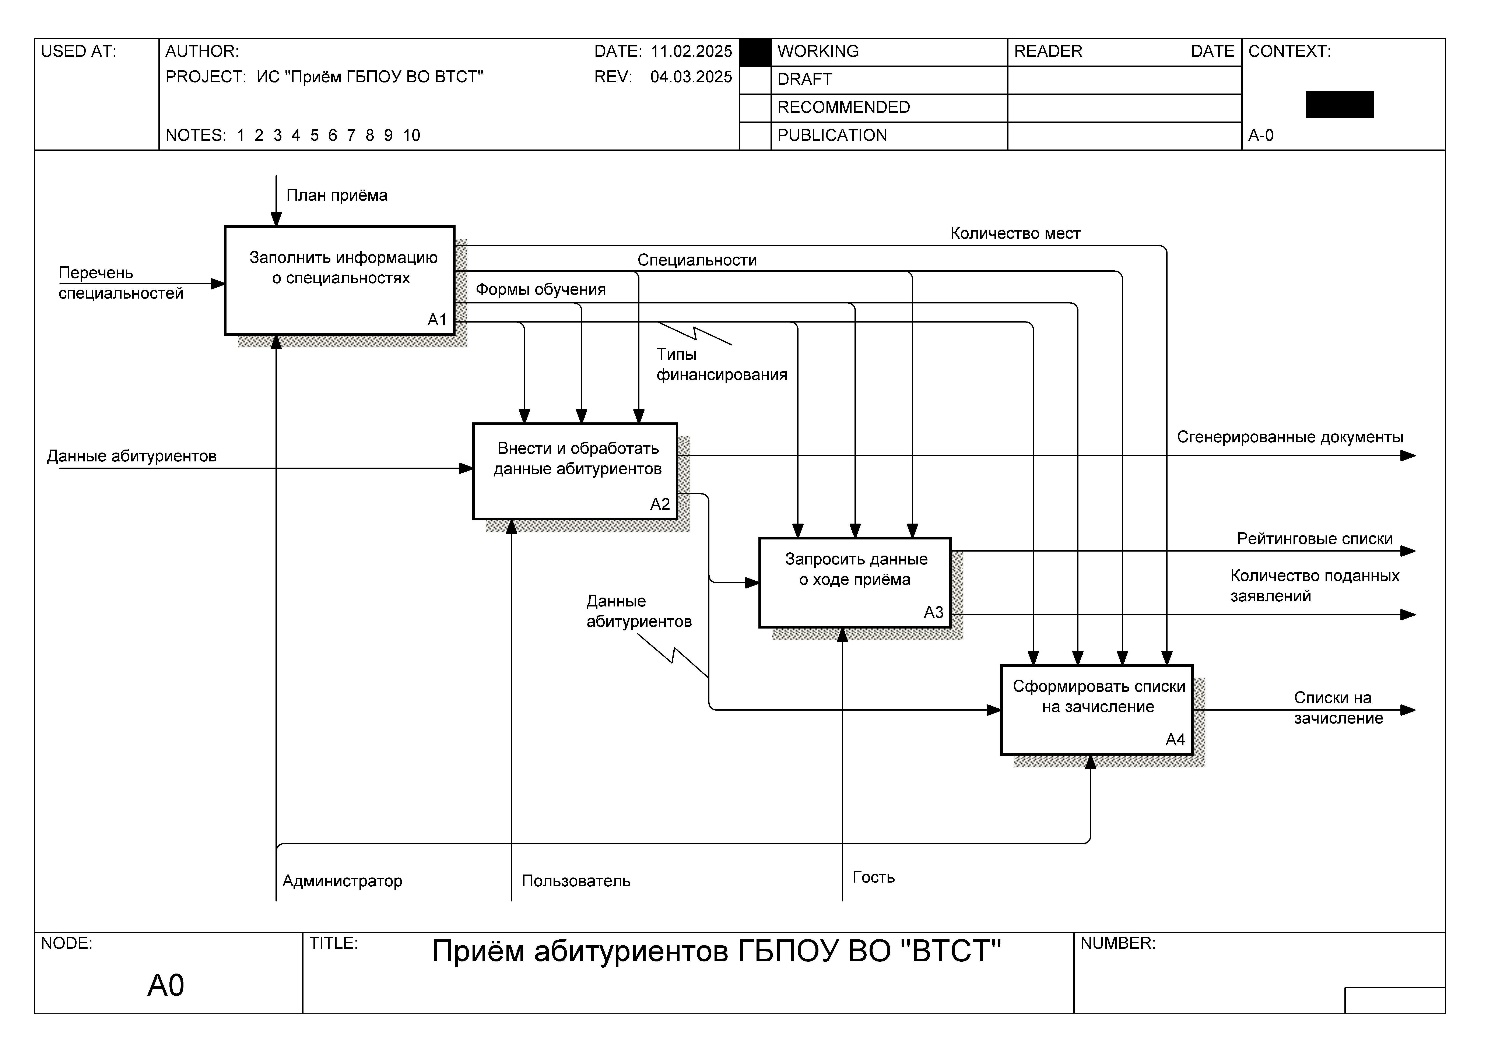 USED AT:
AUTHOR:
DATE: 11.02.2025
PROJECT: ИС "Приём ГБПОУ ВО ВТСТ"
REV: 04.03.2025
NOTES: 1 2 3 4 5 6 7 8 9 10
WORKING
DRAFT
RECOMMENDED
PUBLICATION
READER DATE
CONTEXT:
A-0
План приёма
Перечень
специальностей
Заполнить информацию
о специальностях
A1
Количество мест
Специальности
Формы обучения
Типы
финансирования
Данные абитуриентов
Внести и обработать
данные абитуриентов
A2
Сгенерированные документы
Запросить данные
о ходе приёма
A3
Рейтинговые списки
Количество поданных
заявлений
Данные
абитуриентов
Сформировать списки
на зачисление
A4
Списки на
зачисление
Администратор
Пользователь
Гость
NODE:
A0
TITLE:
Приём абитуриентов ГБПОУ ВО "ВТСТ"
NUMBER: